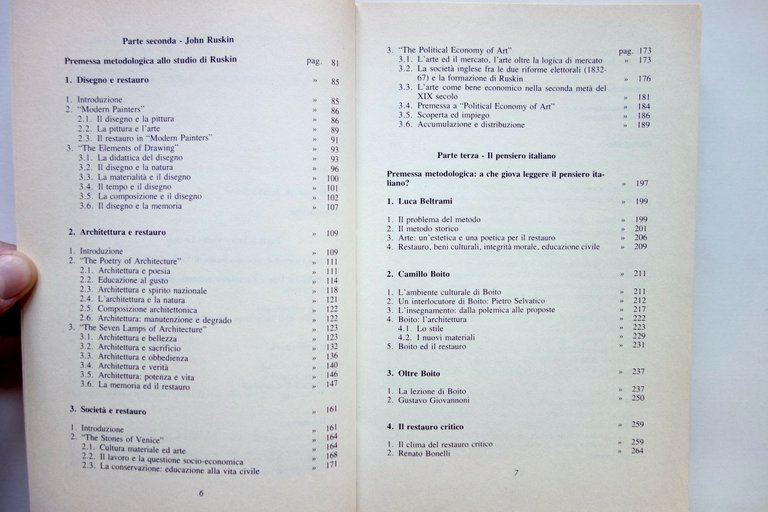 Parte seconda - John Ruskin
Premessa metodologica allo studio di Ruskin pag. 81
1. Disegno e restauro » 85
1. Introduzione » 85
2. "Modern Painters" » 86
2.1. Il disegno e la pittura » 86
2.2. La pittura e l'arte » 89
2.3. Il restauro in "Modern Painters" » 91
3. "The Elements of Drawing" » 93
3.1. La didattica del disegno » 93
3.2. Il disegno e la natura » 96
3.3. La materialità e il disegno » 100
3.4. Il tempo e il disegno » 101
3.5. La composizione e il disegno » 102
3.6. Il disegno e la memoria » 107
2. Architettura e restauro » 109
1. Introduzione » 109
2. "The Poetry of Architecture" » 111
2.1. Architettura e poesia » 111
2.2. Educazione al gusto » 114
2.3. Architettura e spirito nazionale » 118
2.4. L'architettura e la natura » 121
2.5. Composizione architettonica » 122
2.6. Architettura: manutenzione e degrado » 122
3. "The Seven Lamps of Architecture" » 123
3.1. Architettura e bellezza » 123
3.2. Architettura e sacrificio » 132
3.3. Architettura e obbedienza » 136
3.4. Architettura e verità » 140
3.5. Architettura: potenza e vita » 146
3.6. La memoria ed il restauro » 147
3. Società e restauro » 161
1. Introduzione » 161
2. "The Stones of Venice" » 164
2.1. Cultura materiale ed arte » 164
2.2. Il lavoro e la questione socio-economica » 168
2.3. La conservazione: educazione alla vita civile » 171
6
3. "The Political Economy of Art" pag. 173
3.1. L'arte ed il mercato, l'arte oltre la logica di mercato » 173
3.2. La società inglese fra le due riforme elettorali (1832-
67) e la formazione di Ruskin » 176
3.3. L'arte come bene economico nella seconda metà del
XIX secolo » 181
3.4. Premessa a "Political Economy of Art" » 184
3.5. Scoperta ed impiego » 186
3.6. Accumulazione e distribuzione » 189
Parte terza - Il pensiero italiano
Premessa metodologica: a che giova leggere il pensiero ita-
liano? » 197
1. Luca Beltrami » 199
1. Il problema del metodo » 199
2. Il metodo storico » 201
3. Arte: un'estetica e una poetica per il restauro » 206
4. Restauro, beni culturali, integrità morale, educazione civile » 209
2. Camillo Boito » 211
1. L'ambiente culturale di Boito » 211
2. Un interlocutore di Boito: Pietro Selvatico » 212
3. L'insegnamento: dalla polemica alle proposte » 217
4. Boito: l'architettura » 222
4.1. Lo stile » 223
4.2. I nuovi materiali » 229
5. Boito ed il restauro » 231
3. Oltre Boito » 237
1. La lezione di Boito » 237
2. Gustavo Giovannoni » 250
4. Il restauro critico » 259
1. Il clima del restauro critico » 259
2. Renato Bonelli » 264
7